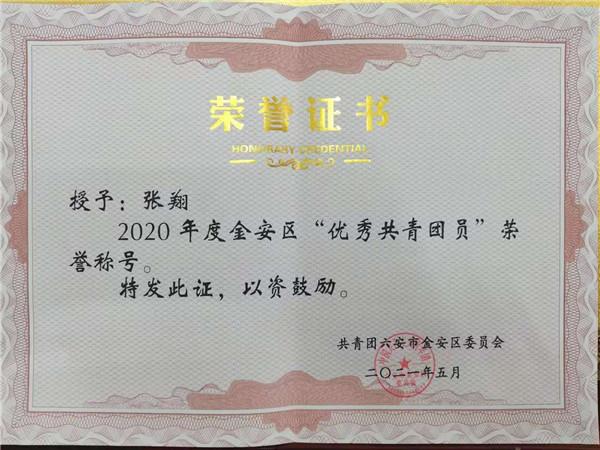 荣誉证书
HONORARY CREDENTIAL
授予：张翔
2020年度金安区“优秀共青团员”荣
誉称号。
特发此证，以资鼓励。
共青团六安市金安区委员会
二〇二一年五月